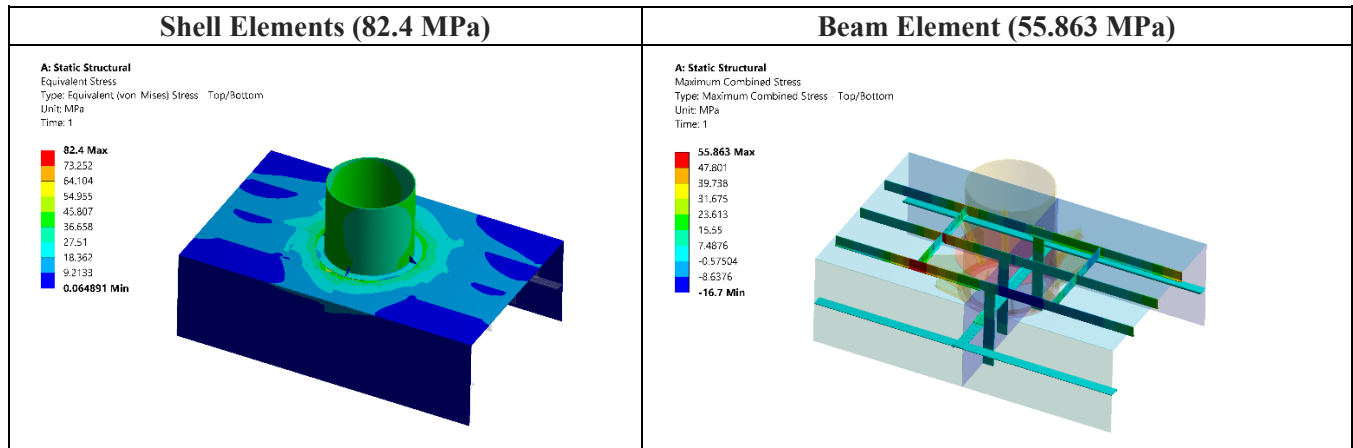 Shell Elements (82.4 MPa)
Beam Element (55.863 MPa)
A: Static Structural
Equivalent Stress
Type: Equivalent (von Mises) Stress - Top/Bottom
Unit: MPa
Time: 1
82.4 Max
73.252
64.104
54.955
45.807
36.658
27.51
18.362
9.2133
0.064891 Min
A: Static Structural
Maximum Combined Stress
Type: Maximum Combined Stress - Top/Bottom
Unit: MPa
Time: 1
55.863 Max
47.801
39.738
31.675
23.613
15.55
7.4876
-0.57504
-8.6376
-16.7 Min